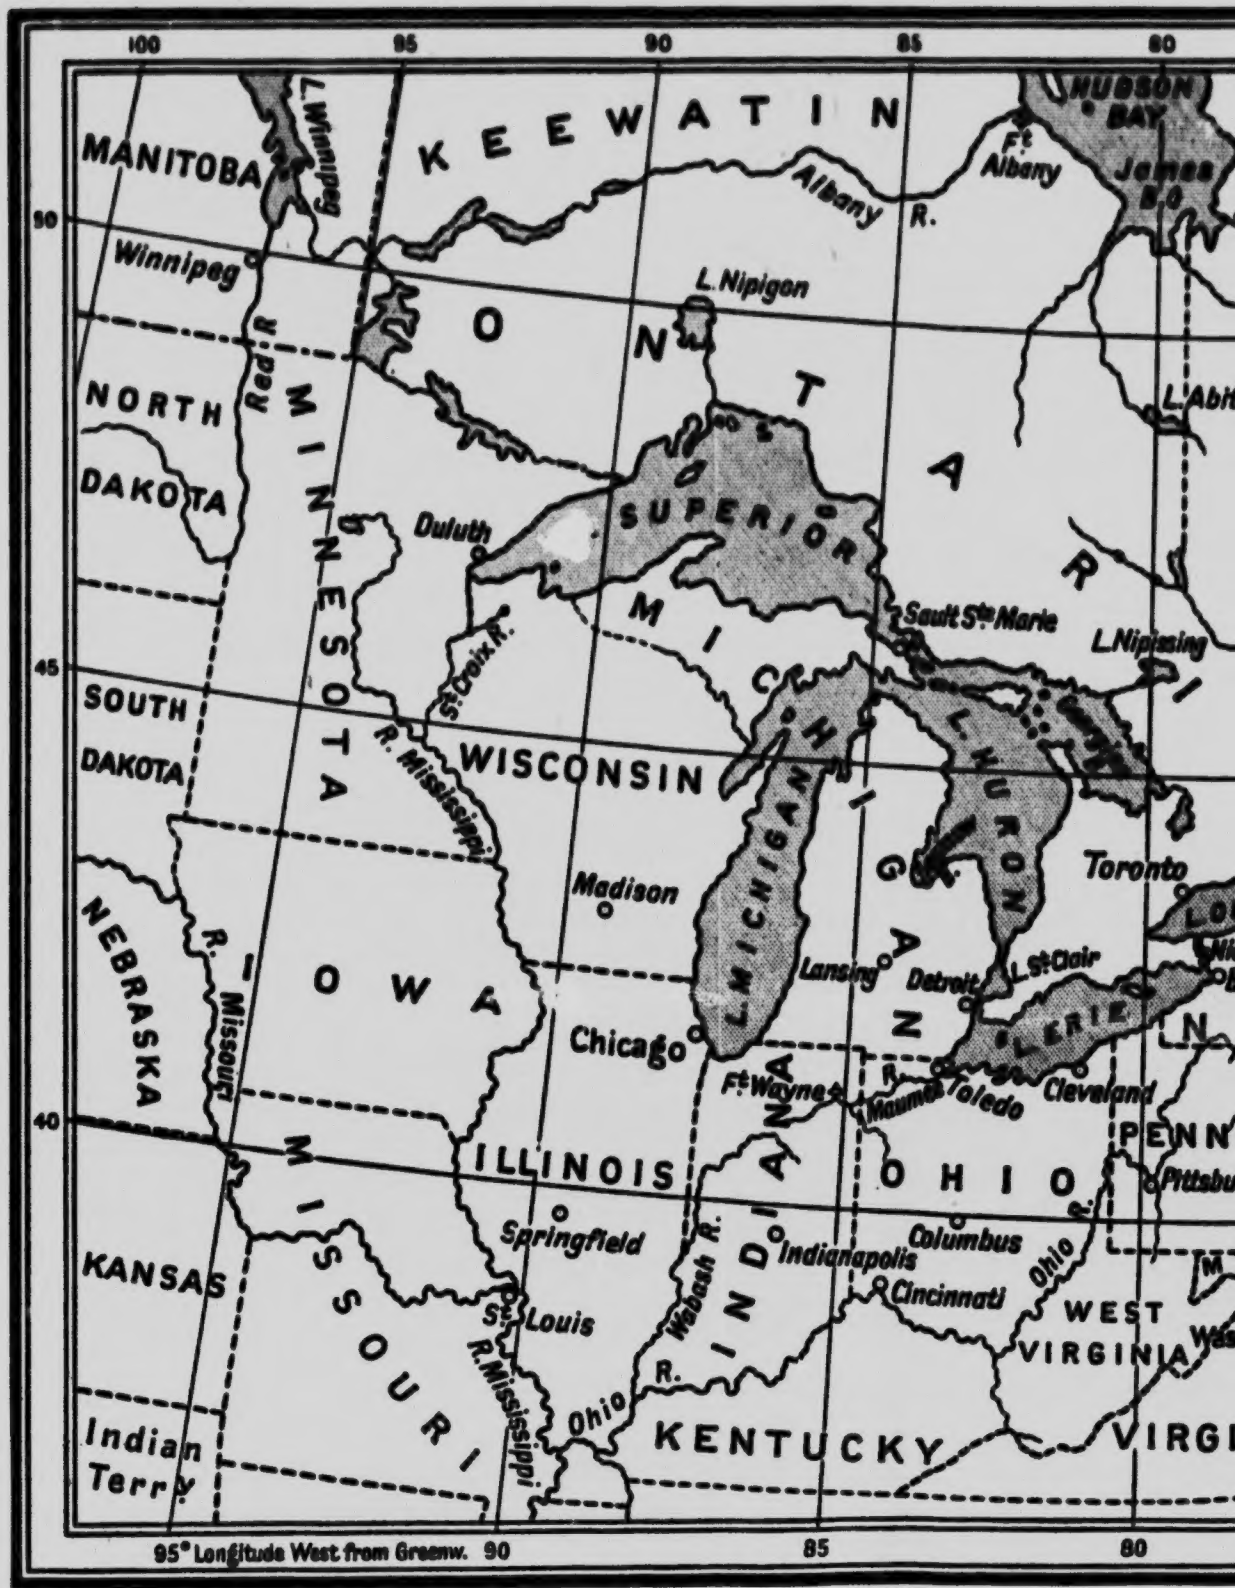 100 95 90 85 80
HUDSON
BAY
L. Winnipeg
KEEWATIN
Ft
Albany
James
B.O
MANITOBA
Albany R.
50
Winnipeg
L. Nipigon
ONTARI
Red R
NORTH
DAKOTA
MINNESOTA
L. Abit
SUPERIOR
Duluth
MICHIGAN
Sault Ste Marie
L. Nipissing
45
St Croix R.
SOUTH
DAKOTA
R. Mississippi
WISCONSIN
L. HURON
L. MICHIGAN
Toronto
Madison
NEBRASKA
R. Missouri
IOWA
Lansing
Detroit
L. St Clair
L. ERIE
Chicago
N
Ft Wayne
R.
Maumee
Toledo
Cleveland
40
PENN
ILLINOIS
INDIANA
OHIO
Pittsbu
Springfield
Wabash R.
Indianapolis
Columbus
Ohio R.
KANSAS
MISSOURI
M
Cincinnati
St Louis
WEST
VIRGINIA
Was
R. Mississippi
Ohio R.
Indian
Terry.
KENTUCKY
VIRGI
95° Longitude West from Greenw. 90 85 80